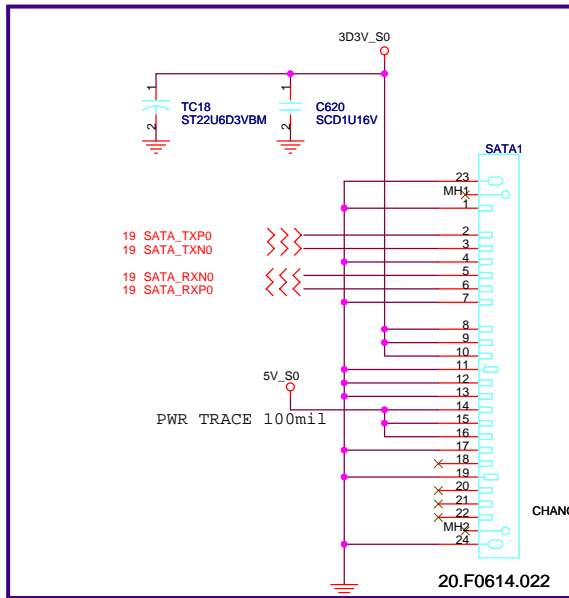 3D3V_S0
1
TC18
ST22U6D3VBM
2
1
C620
SCD1U16V
2
SATA1
23
MH1
1
19 SATA_TXP0
2
19 SATA_TXN0
3
4
19 SATA_RXN0
5
19 SATA_RXP0
6
7
8
9
10
11
5V_S0
12
13
14
PWR TRACE 100mil
15
16
17
18
19
20
21
22
CHANG
MH2
24
20.F0614.022